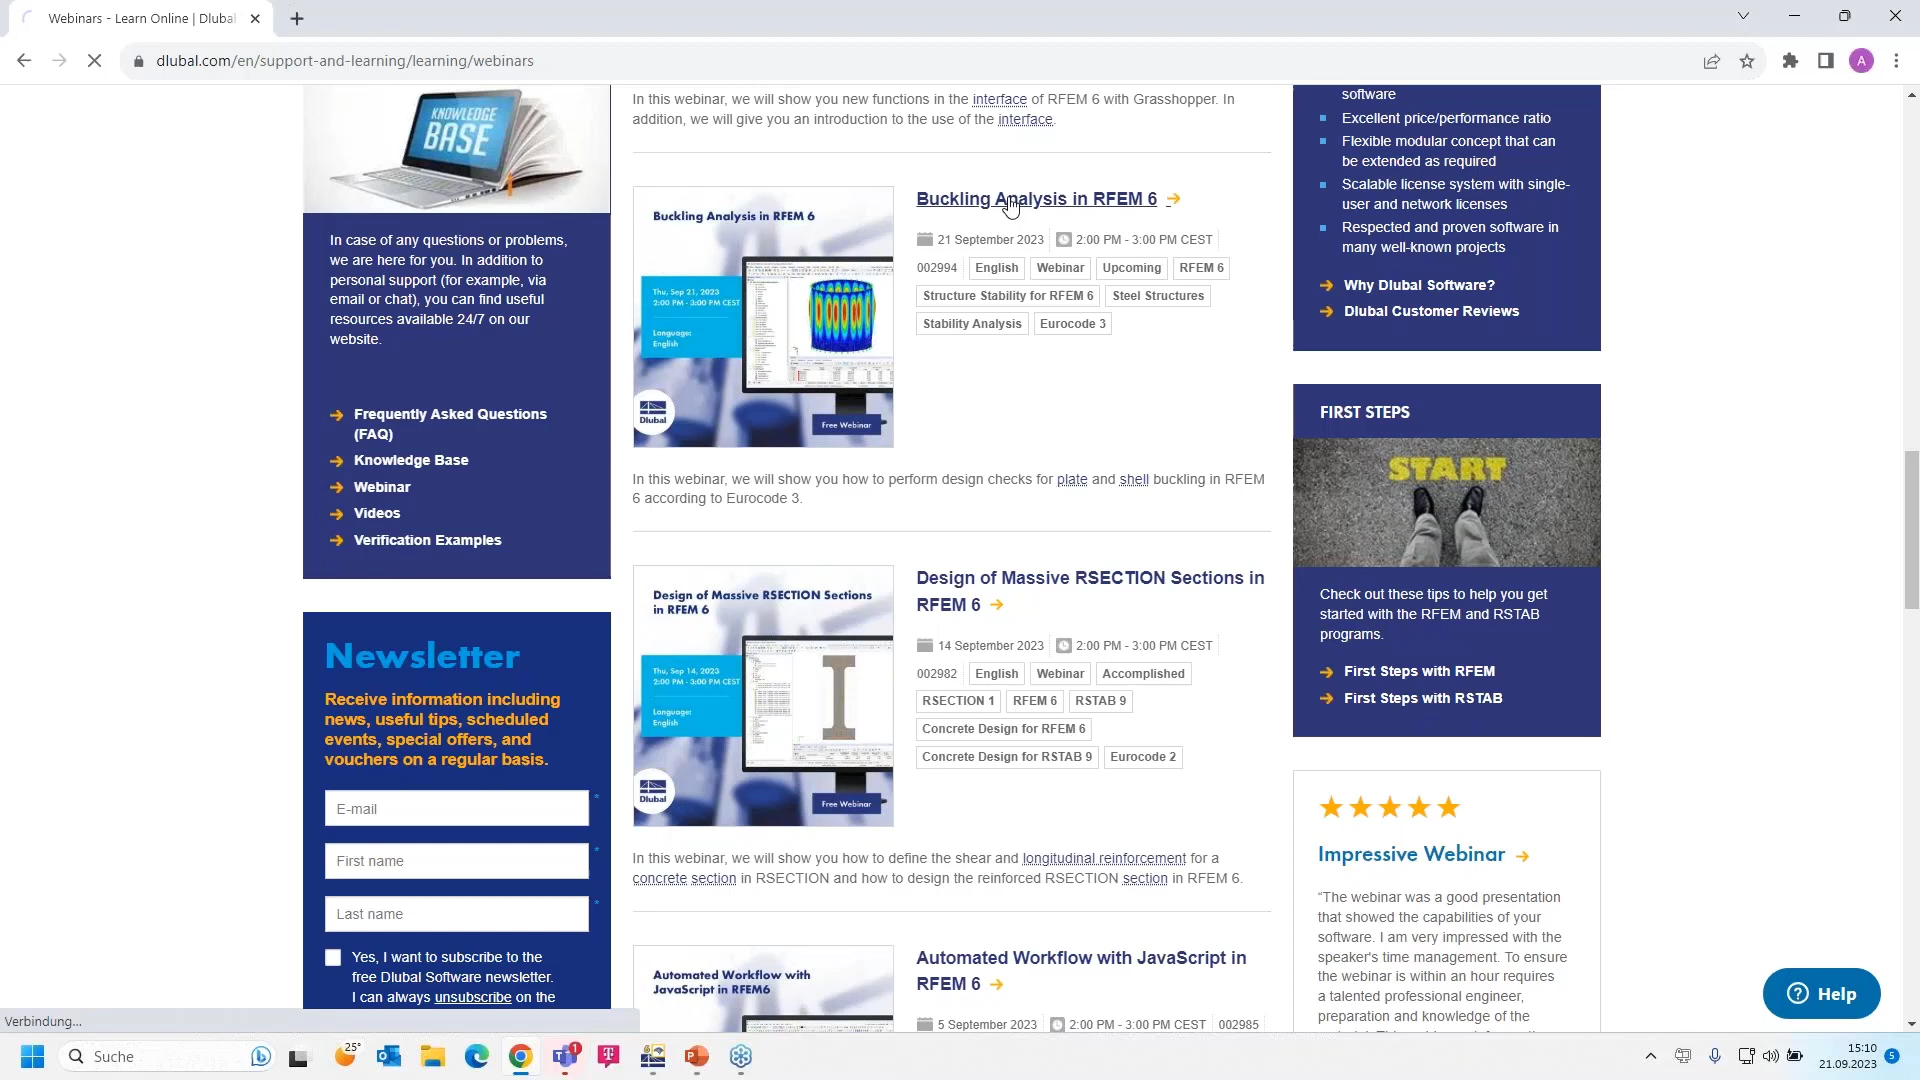 Webinars - Learn Online | Dlubal
dlubal.com/en/support-and-learning/learning/webinars
A
KNOWLEDGE
BASE
In case of any questions or problems,
we are here for you. In addition to
personal support (for example, via
email or chat), you can find useful
resources available 24/7 on our
website.
Frequently Asked Questions
(FAQ)
Knowledge Base
Webinar
Videos
Verification Examples
Newsletter
Receive information including
news, useful tips, scheduled
events, special offers, and
vouchers on a regular basis.
E-mail *
First name *
Last name *
Yes, I want to subscribe to the
free Dlubal Software newsletter.
I can always unsubscribe on the
Verbindung...
In this webinar, we will show you new functions in the interface of RFEM 6 with Grasshopper. In
addition, we will give you an introduction to the use of the interface.
Buckling Analysis in RFEM 6
Thu, Sep 21, 2023
2:00 PM - 3:00 PM CEST
Language:
English
Dlubal
Free Webinar
Buckling Analysis in RFEM 6
21 September 2023 2:00 PM - 3:00 PM CEST
002994 English Webinar Upcoming RFEM 6
Structure Stability for RFEM 6 Steel Structures
Stability Analysis Eurocode 3
In this webinar, we will show you how to perform design checks for plate and shell buckling in RFEM
6 according to Eurocode 3.
Design of Massive RSECTION Sections
in RFEM 6
Thu, Sep 14, 2023
2:00 PM - 3:00 PM CEST
Language:
English
Dlubal
Free Webinar
Design of Massive RSECTION Sections in
RFEM 6
14 September 2023 2:00 PM - 3:00 PM CEST
002982 English Webinar Accomplished
RSECTION 1 RFEM 6 RSTAB 9
Concrete Design for RFEM 6
Concrete Design for RSTAB 9 Eurocode 2
In this webinar, we will show you how to define the shear and longitudinal reinforcement for a
concrete section in RSECTION and how to design the reinforced RSECTION section in RFEM 6.
Automated Workflow with
JavaScript in RFEM6
Automated Workflow with JavaScript in
RFEM 6
5 September 2023 2:00 PM - 3:00 PM CEST 002985
software
Excellent price/performance ratio
Flexible modular concept that can
be extended as required
Scalable license system with single-
user and network licenses
Respected and proven software in
many well-known projects
Why Dlubal Software?
Dlubal Customer Reviews
FIRST STEPS
START
Check out these tips to help you get
started with the RFEM and RSTAB
programs.
First Steps with RFEM
First Steps with RSTAB
Impressive Webinar
“The webinar was a good presentation
that showed the capabilities of your
software. I am very impressed with the
speaker's time management. To ensure
the webinar is within an hour requires
a talented professional engineer,
preparation and knowledge of the
Help
Suche
25°
1
15:10
21.09.2023
5